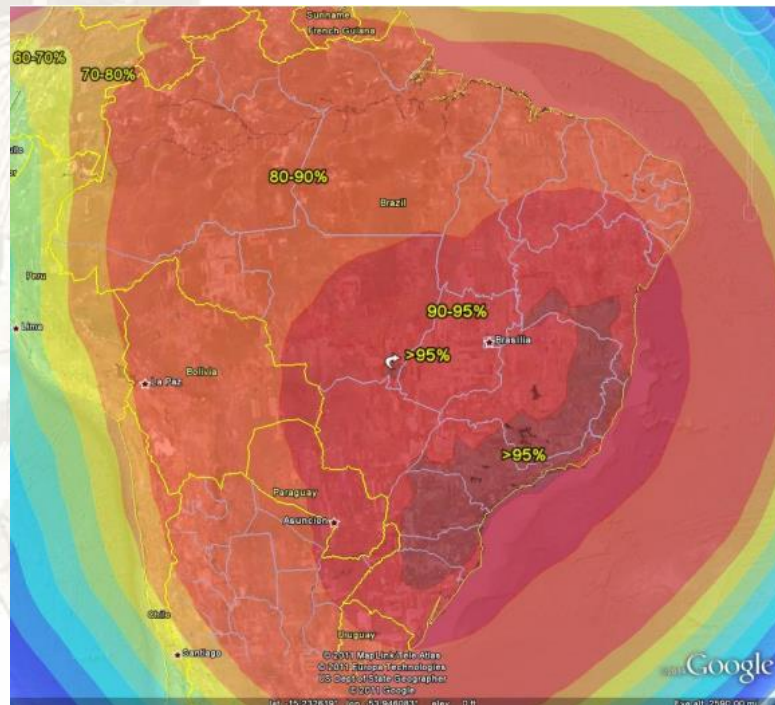 Suriname
French Guiana
60-70%
70-80%
80-90%
Brazil
Peru
Lima
90-95%
Brasilia
>95%
Bolivia
La Paz
>95%
Paraguay
Asuncion
Chile
Santiago
Uruguay
© 2011 MapLink/Tele Atlas
© 2011 Europa Technologies
US Dept of State Geographer
© 2011 Google
Google